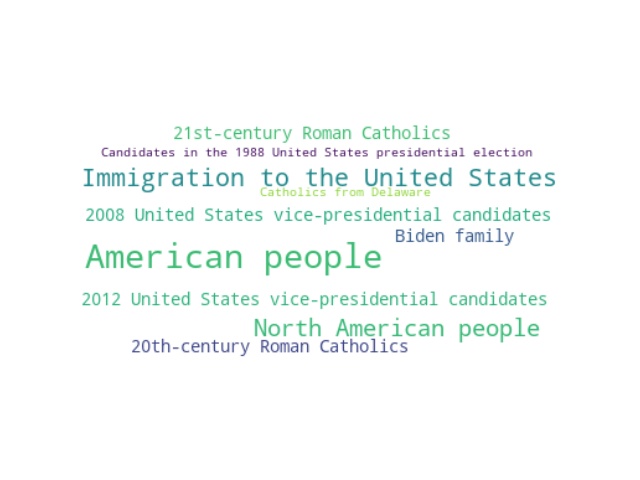 21st-century Roman Catholics
Candidates in the 1988 United States presidential election
Immigration to the United States
Catholics from Delaware
2008 United States vice-presidential candidates
Biden family
American people
2012 United States vice-presidential candidates
North American people
20th-century Roman Catholics